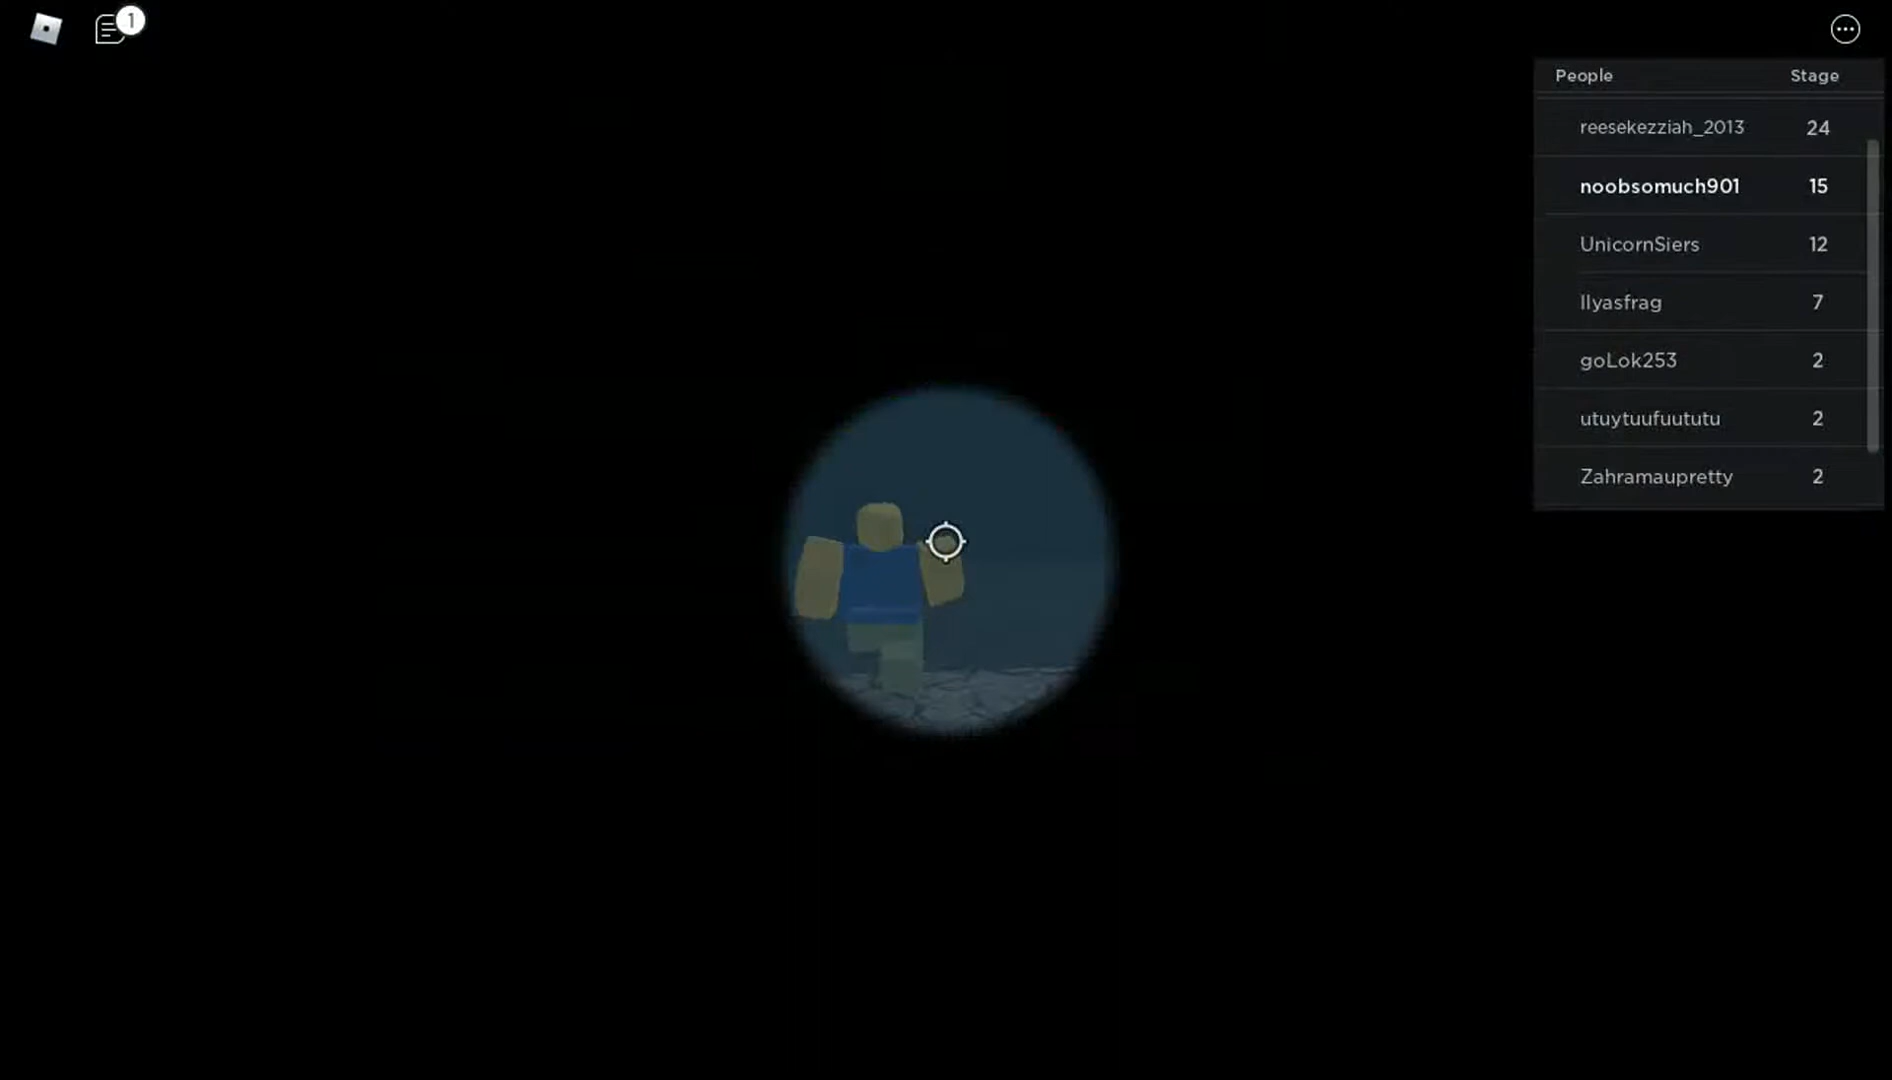 1
People Stage
reesekezziah_2013 24
noobsomuch901 15
UnicornSiers 12
Ilyasfrag 7
goLok253 2
utuytuufuututu 2
Zahramaupretty 2